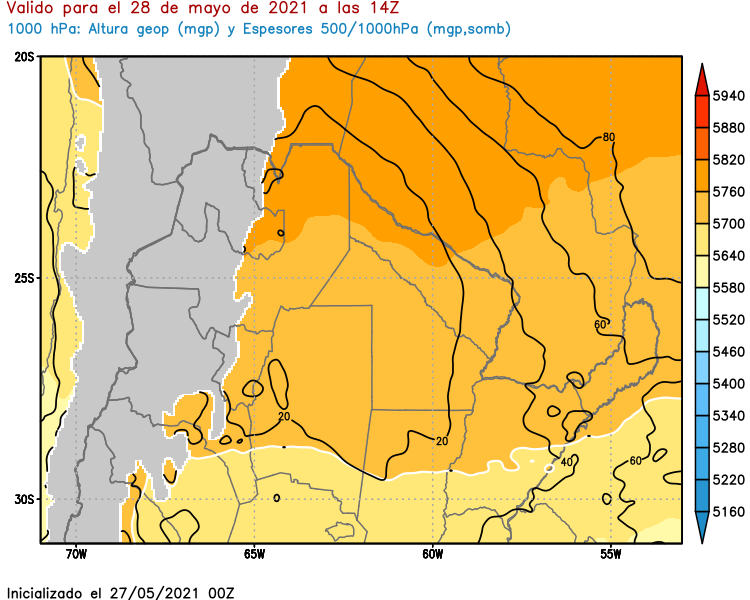 Valido para el 28 de mayo de 2021 a las 14Z
1000 hPa: Altura geop (mgp) y Espesores 500/1000hPa (mgp,somb)
20S
25S
30S
70W
65W
60W
55W
80
60
20
20
40
60
5940
5880
5820
5760
5700
5640
5580
5520
5460
5400
5340
5280
5220
5160
Inicializado el 27/05/2021 00Z